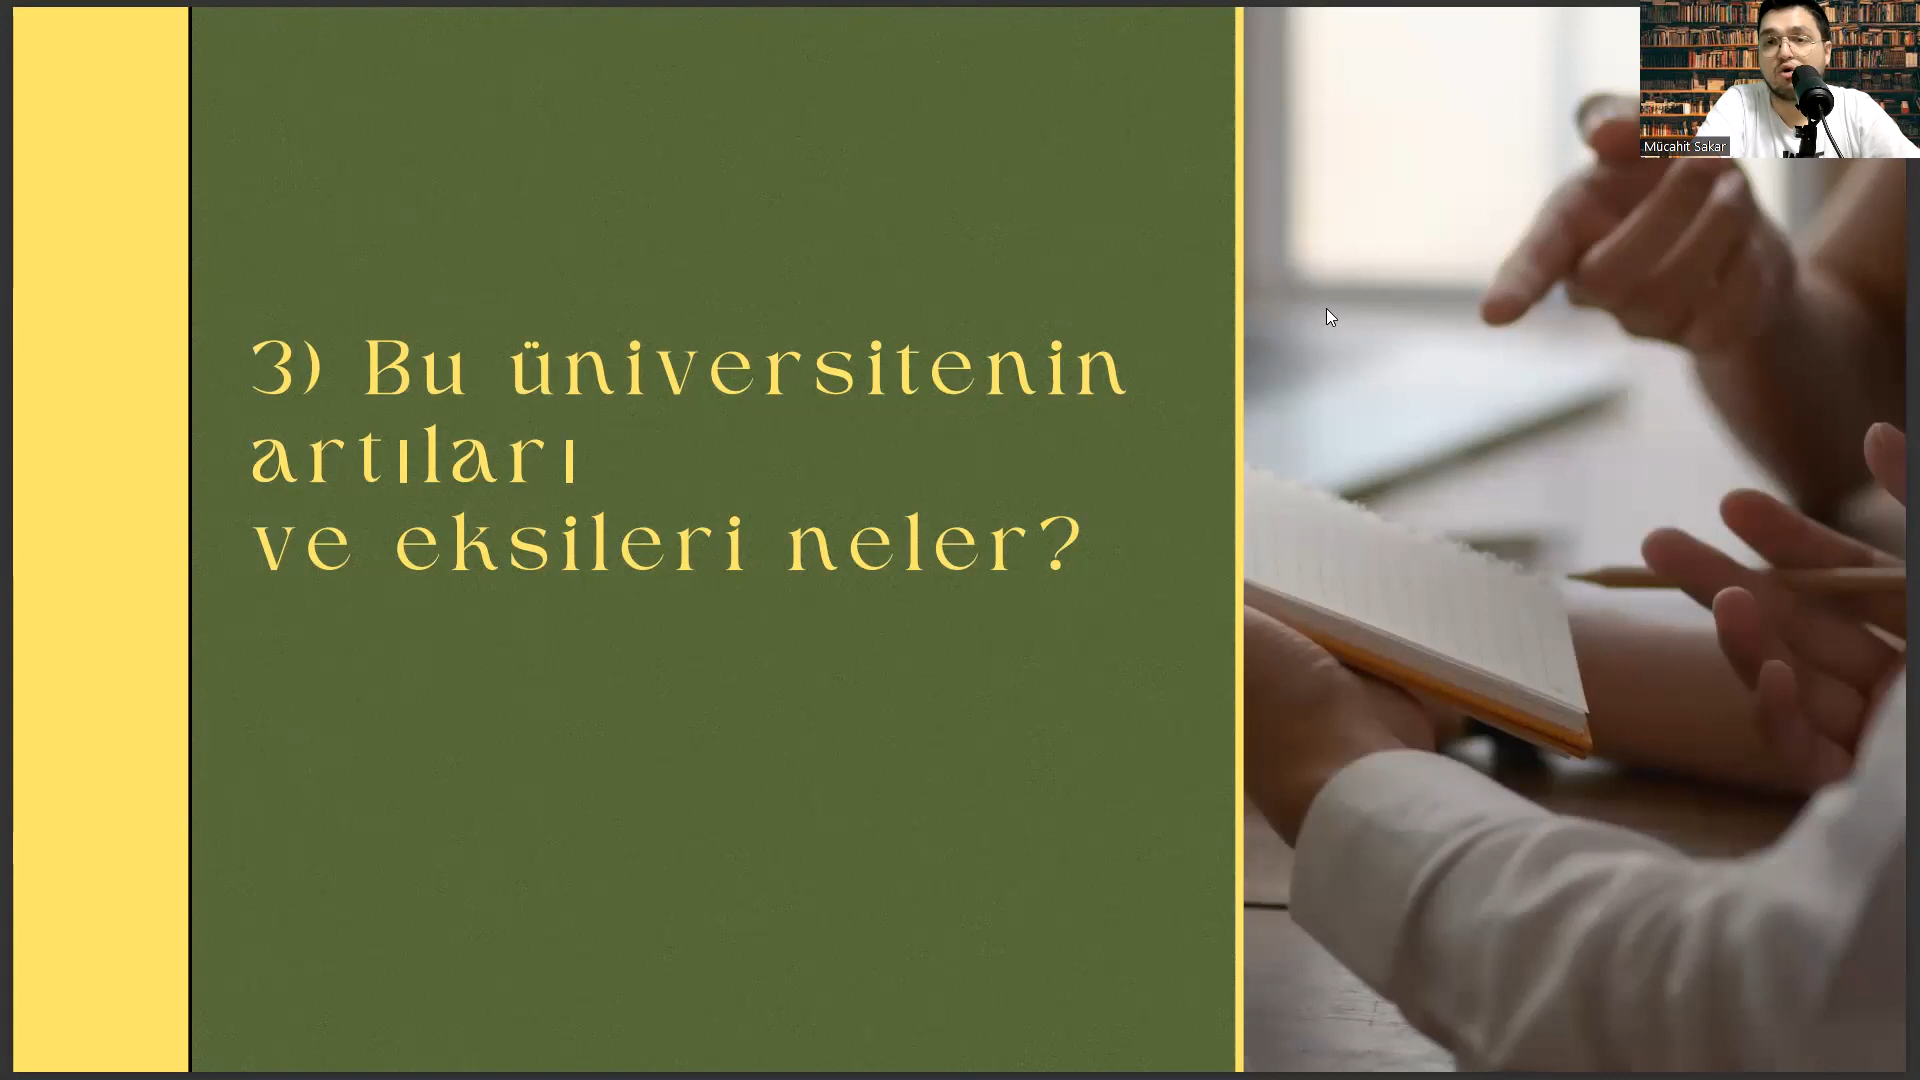 3) Bu üniversitenin
artıları
ve eksileri neler?
Mücahit Sakar